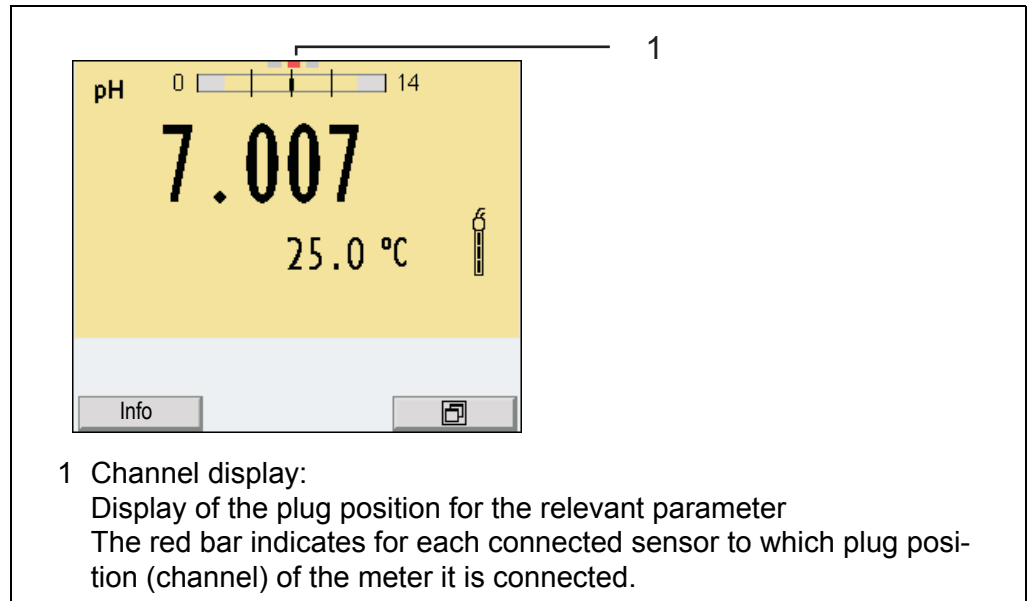 1
pH 0 14
7.007
25.0 °C
Info
1 Channel display:
Display of the plug position for the relevant parameter
The red bar indicates for each connected sensor to which plug posi-
tion (channel) of the meter it is connected.